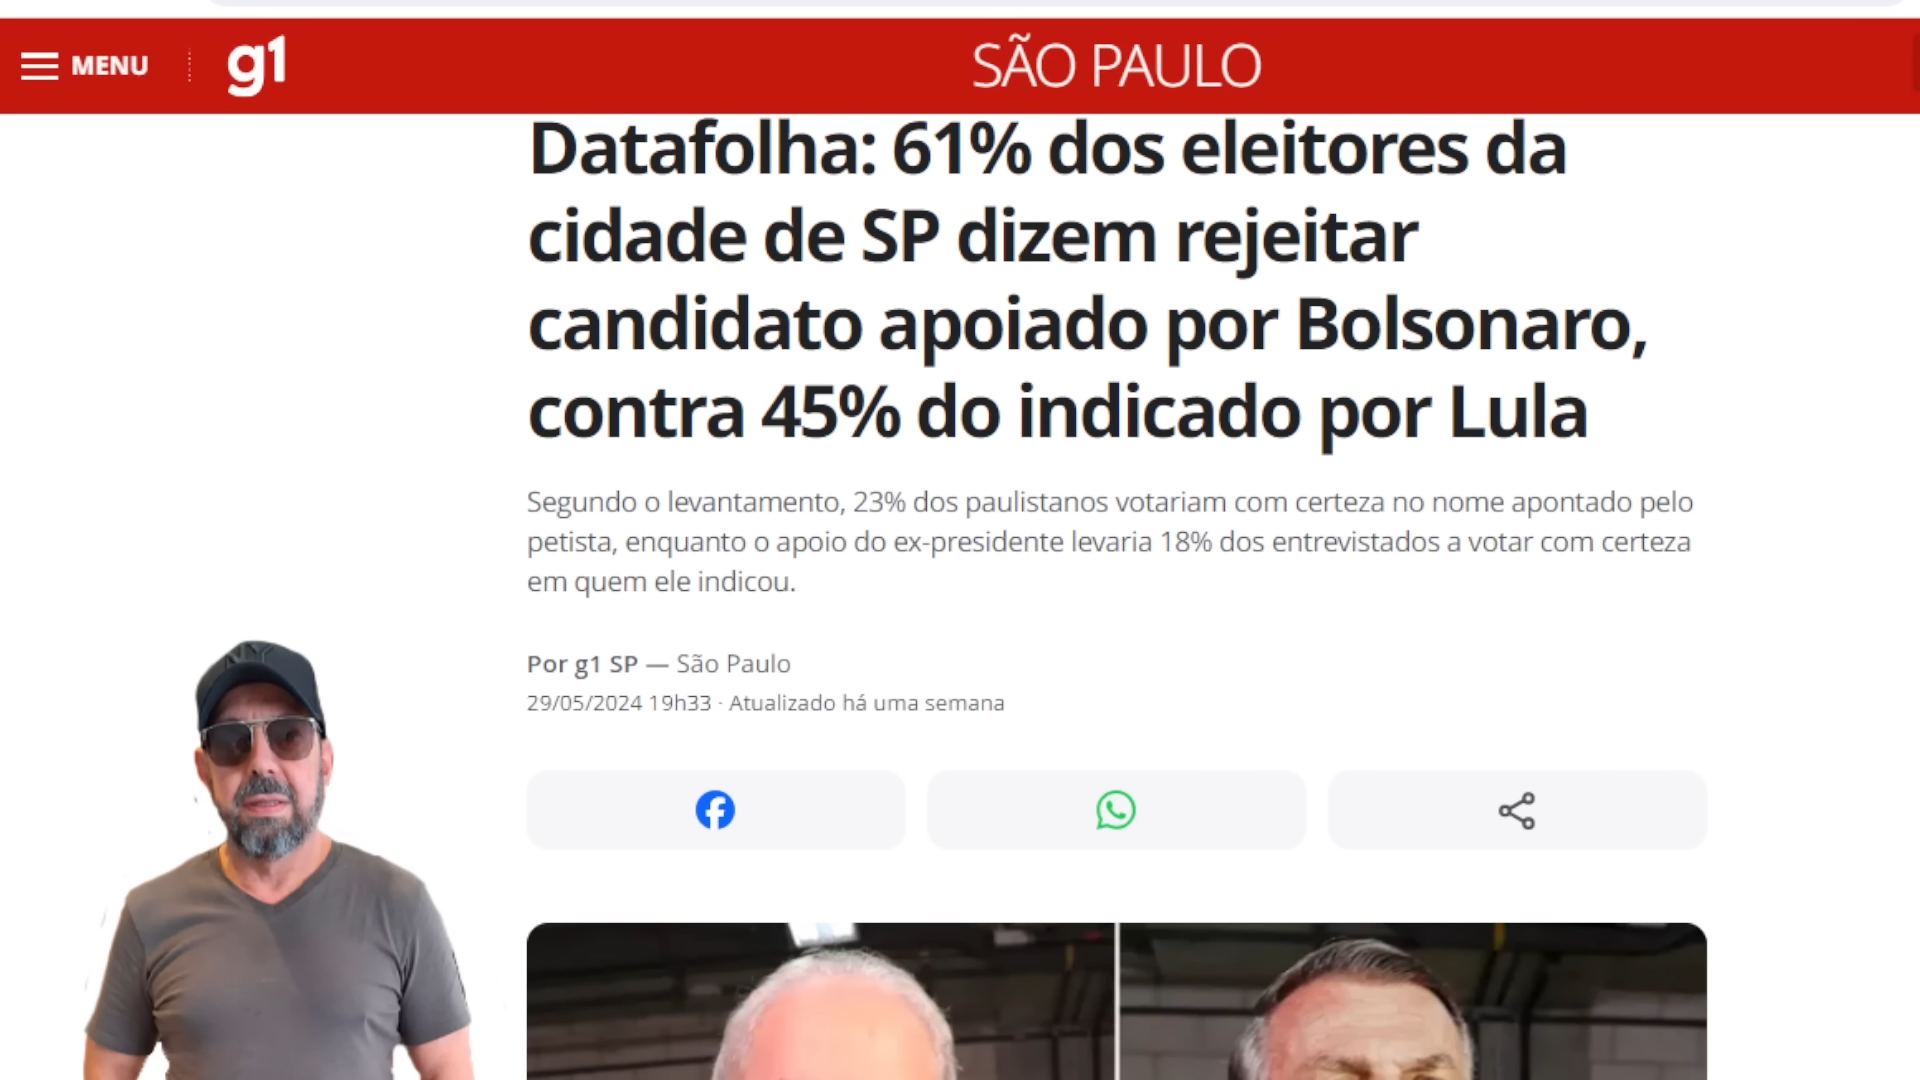 MENU
g1
SÃO PAULO
Datafolha: 61% dos eleitores da
cidade de SP dizem rejeitar
candidato apoiado por Bolsonaro,
contra 45% do indicado por Lula
Segundo o levantamento, 23% dos paulistanos votariam com certeza no nome apontado pelo
petista, enquanto o apoio do ex-presidente levaria 18% dos entrevistados a votar com certeza
em quem ele indicou.
Por g1 SP — São Paulo
29/05/2024 19h33 · Atualizado há uma semana
NY